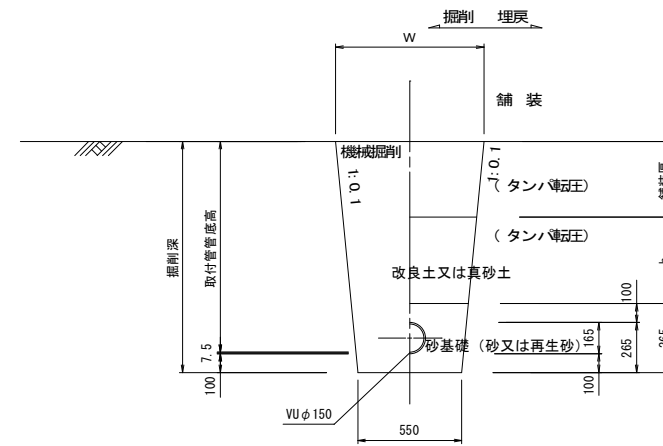 掘削 埋戻
W
舗 装
機械掘削
1:0.1
1:0.1
( タンパ転圧)
( タンパ転圧)
掘削深
取付管管底高
改良土又は真砂土
100
砂基礎（砂又は再生砂）
165
265
7.5
100
100
VUφ150
550